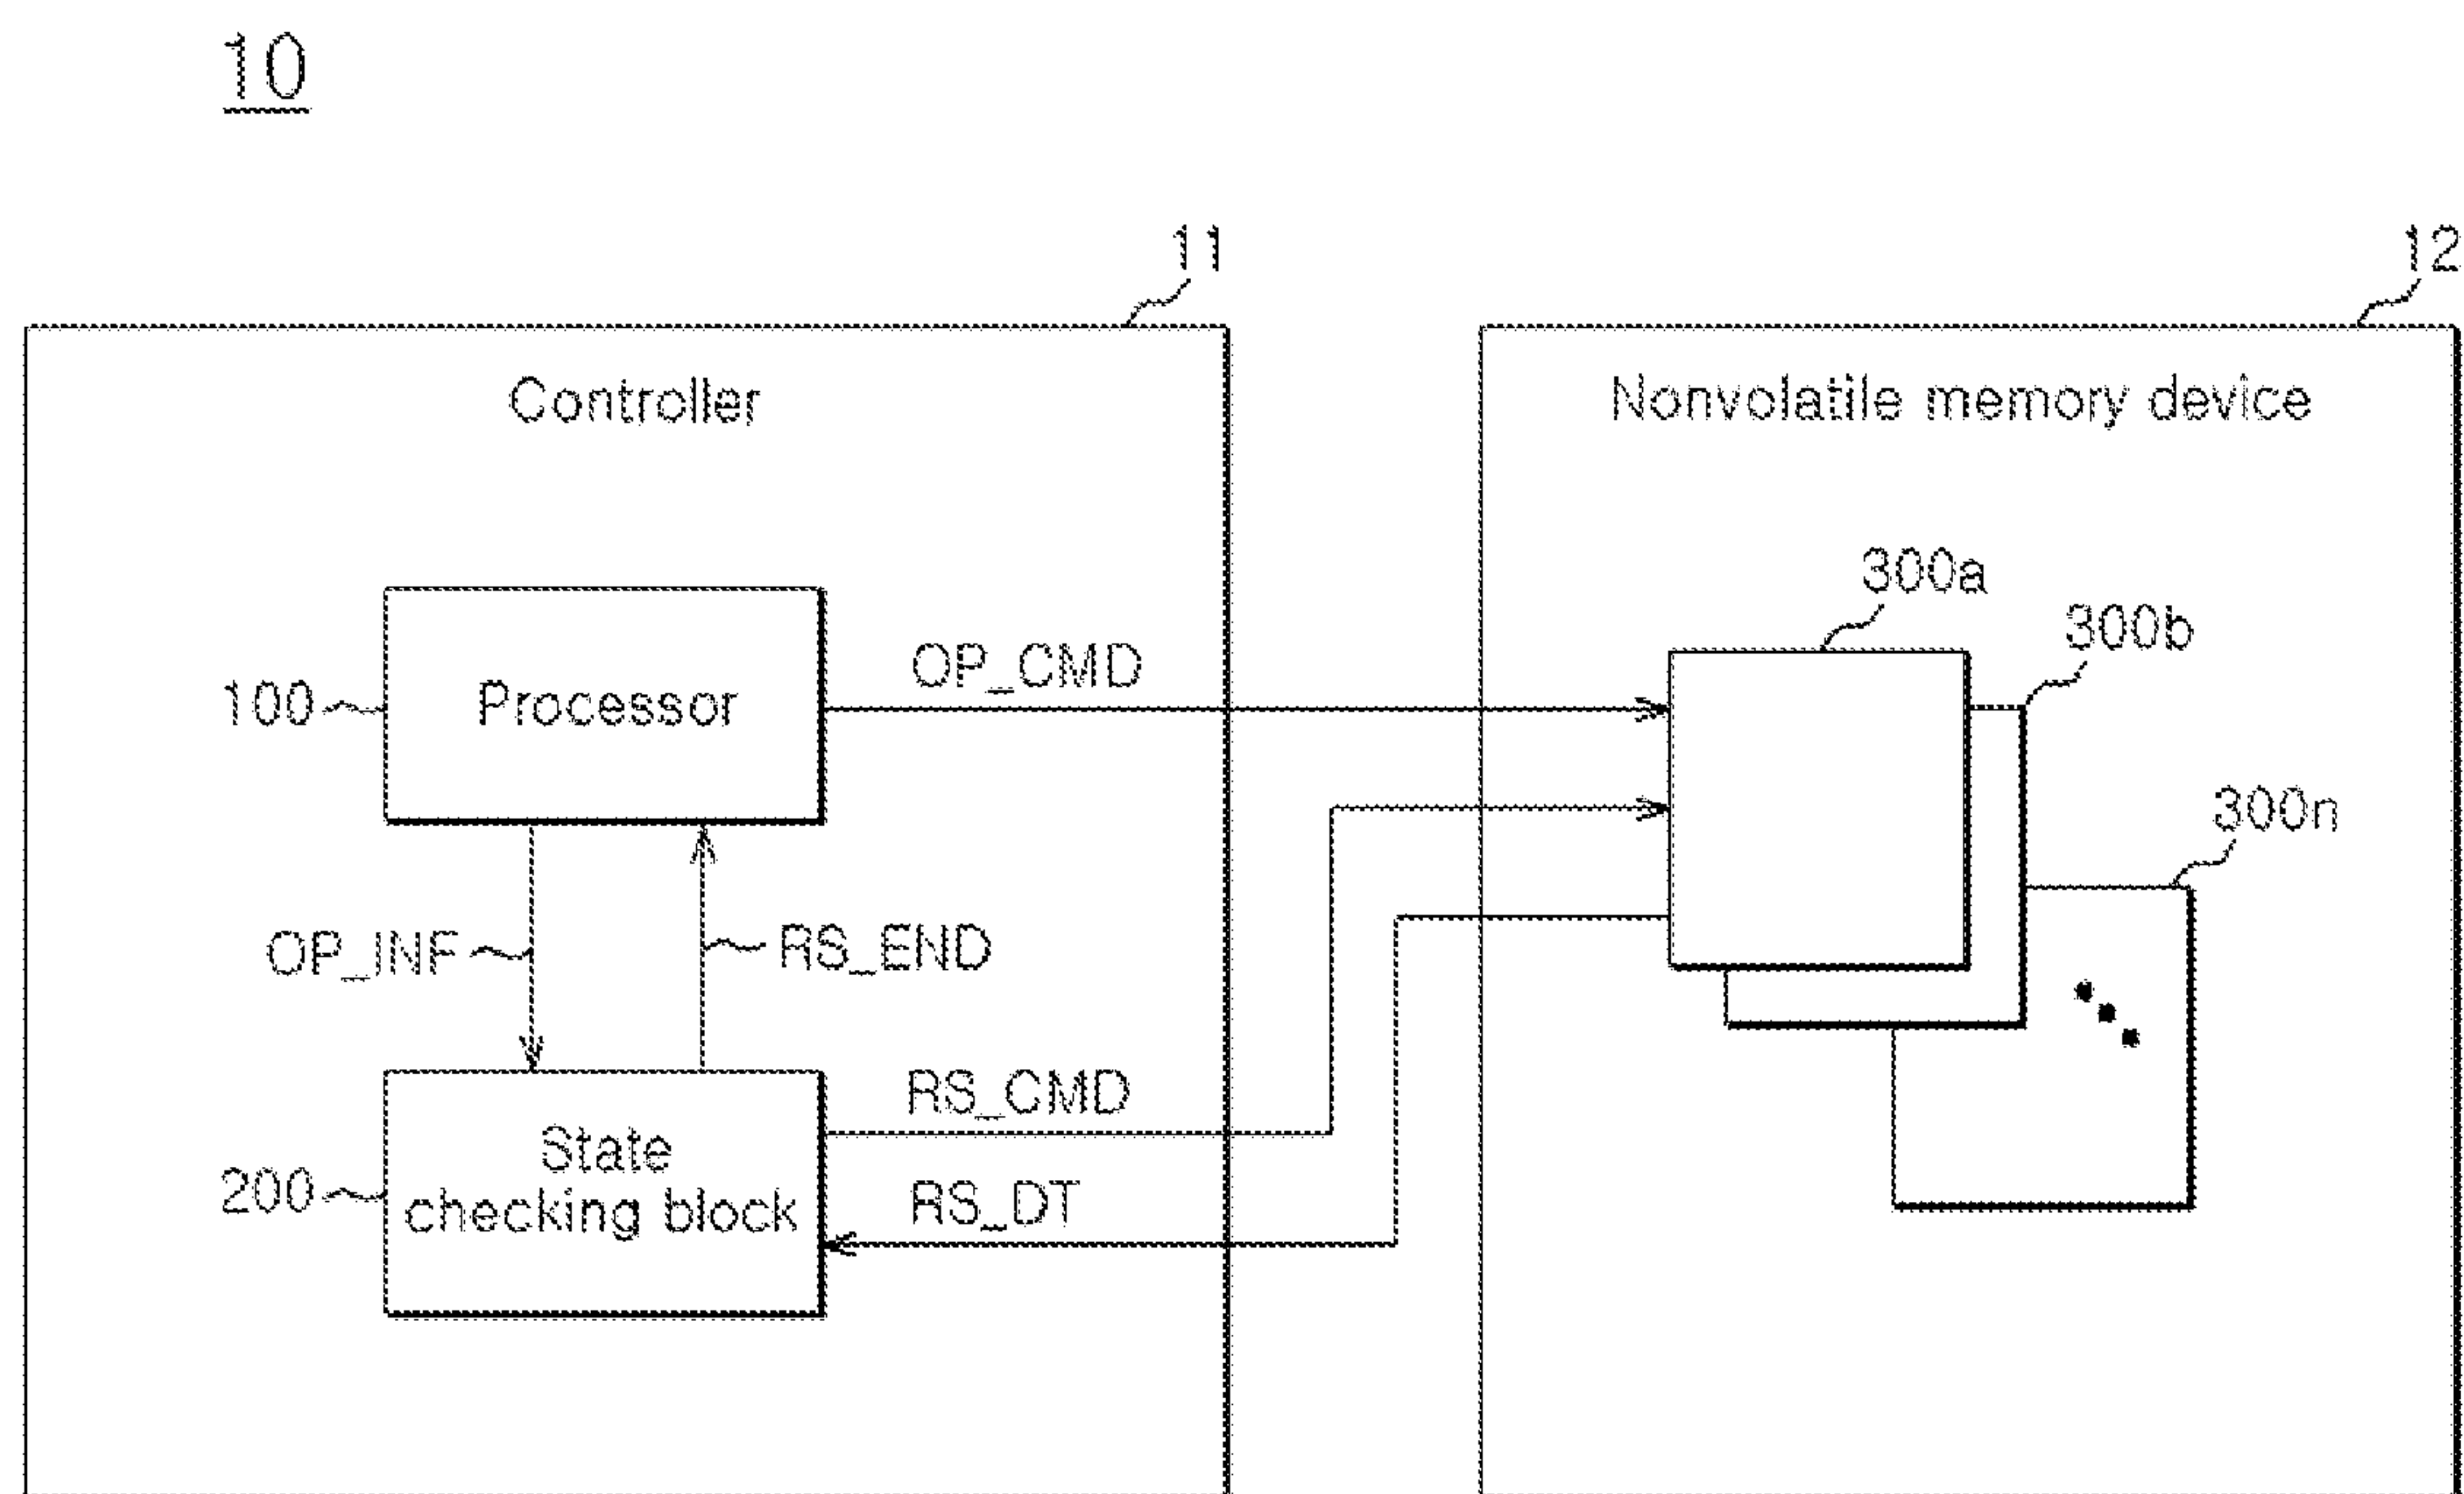 10
11
12
Controller
Nonvolatile memory device
300a
300b
300n
100
Processor
OP_CMD
OP_INF
RS_END
RS_CMD
200
State
checking block
RS_DT